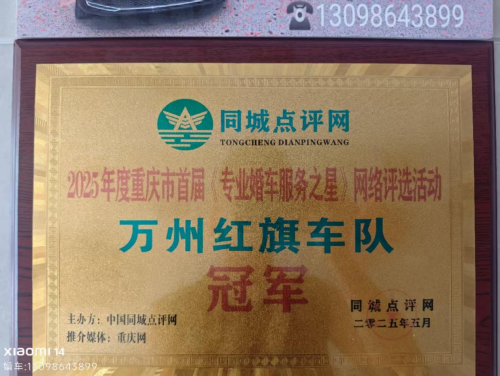 ☎13098643899
同城点评网
TONGCHENG DIANPINGWANG
2025年度重庆市首届《专业婚车服务之星》网络评选活动
万州红旗车队
冠军
主办方：中国同城点评网
推介媒体：重庆网
同城点评网
二零二五年五月
xiaomi 14
婚车:13098643899